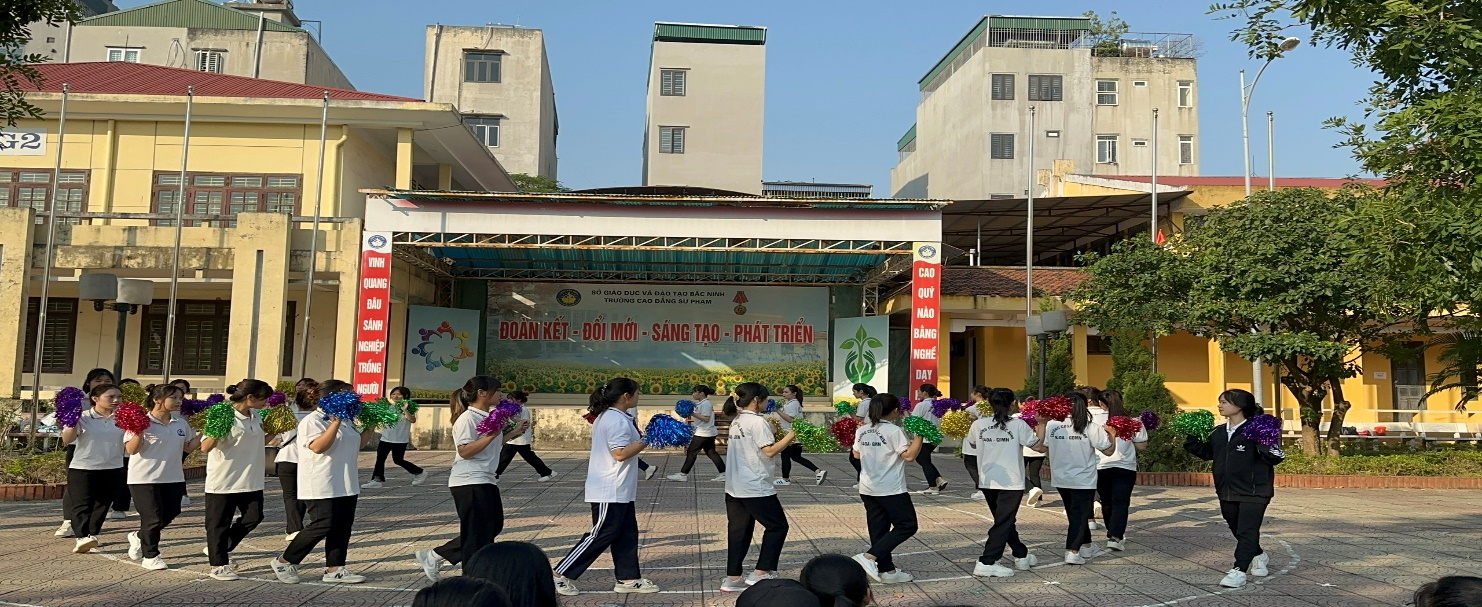 G2
VINH
QUANG
ĐẦU
SÁNH
NGHIỆP
TRỒNG
NGƯỜI
SỞ GIÁO DỤC VÀ ĐÀO TẠO BẮC NINH
TRƯỜNG CAO ĐẲNG SƯ PHẠM
ĐOÀN KẾT - ĐỔI MỚI - SÁNG TẠO - PHÁT TRIỂN
CAO
QUÝ
NÀO
BẰNG
NGHỀ
DẠY